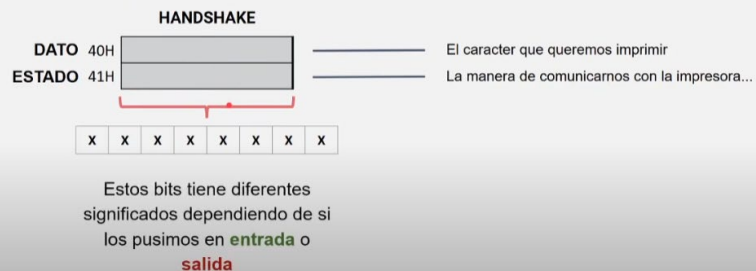 HANDSHAKE
DATO 40H
El caracter que queremos imprimir
ESTADO 41H
La manera de comunicarnos con la impresora...
x x x x x x x x
Estos bits tiene diferentes
significados dependiendo de si
los pusimos en entrada o
salida